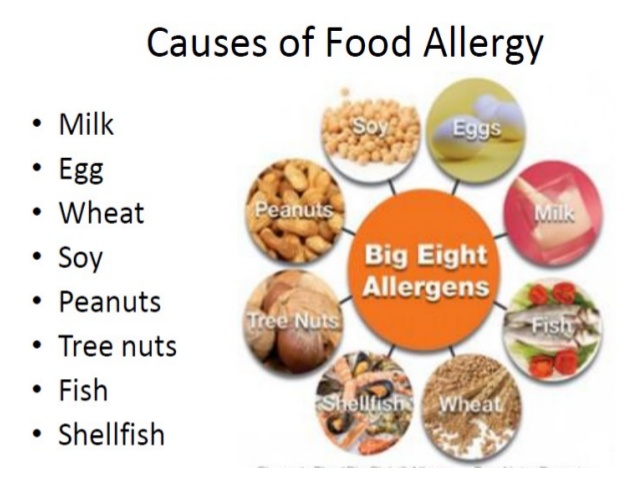 Causes of Food Allergy
• Milk
• Egg
• Wheat
• Soy
• Peanuts
• Tree nuts
• Fish
• Shellfish
Soy
Eggs
Peanuts
Milk
Big Eight
Allergens
Tree Nuts
Fish
Shellfish
Wheat